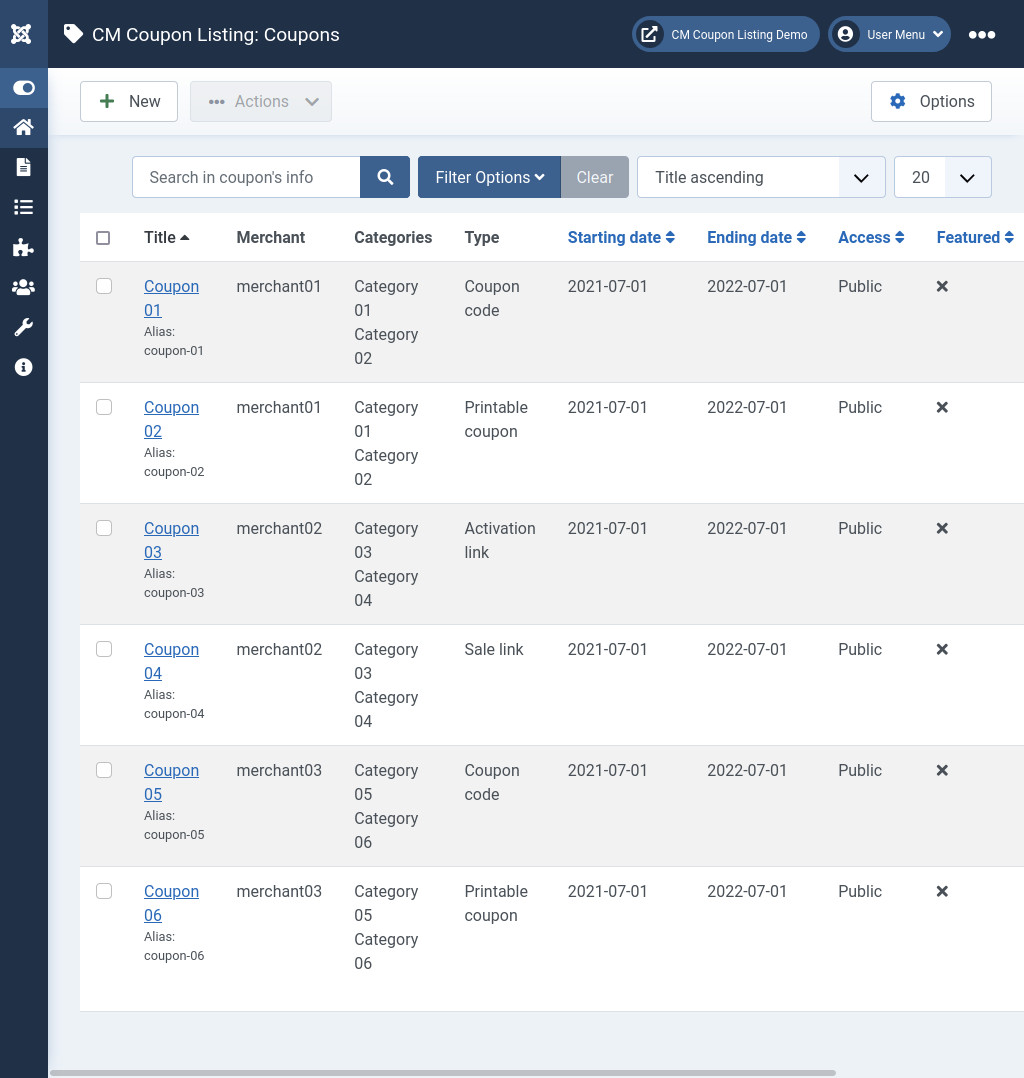 CM Coupon Listing: Coupons
CM Coupon Listing Demo
User Menu
New
Actions
Options
Search in coupon's info
Filter Options
Clear
Title ascending
20
Title Merchant Categories Type Starting date Ending date Access Featured
Coupon merchant01 Category Coupon 2021-07-01 2022-07-01 Public
01 01 code
Alias: Category
coupon-01 02
Coupon merchant01 Category Printable 2021-07-01 2022-07-01 Public
02 01 coupon
Alias: Category
coupon-02 02
Coupon merchant02 Category Activation 2021-07-01 2022-07-01 Public
03 03 link
Alias: Category
coupon-03 04
Coupon merchant02 Category Sale link 2021-07-01 2022-07-01 Public
04 03
Alias: Category
coupon-04 04
Coupon merchant03 Category Coupon 2021-07-01 2022-07-01 Public
05 05 code
Alias: Category
coupon-05 06
Coupon merchant03 Category Printable 2021-07-01 2022-07-01 Public
06 05 coupon
Alias: Category
coupon-06 06